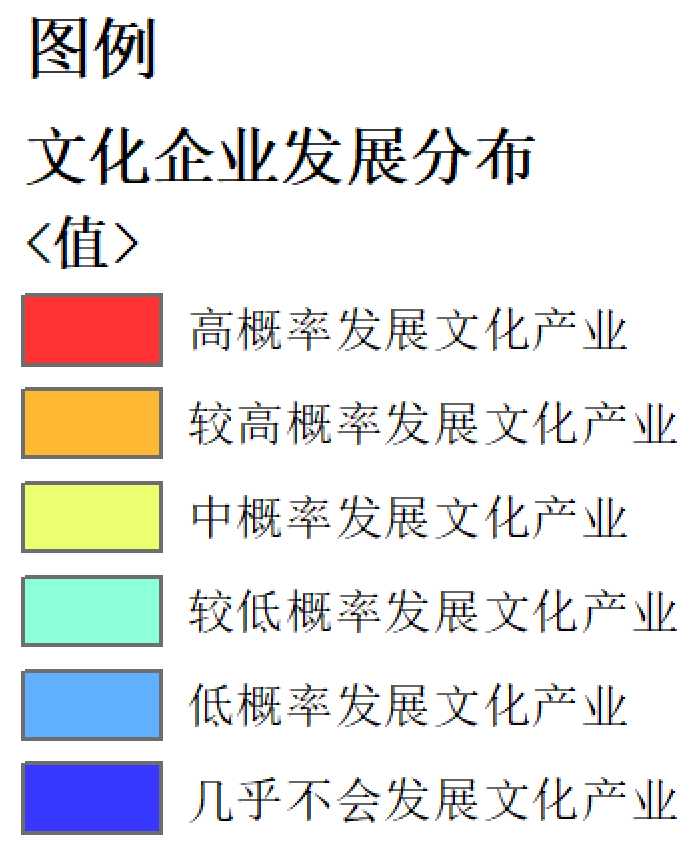 图例
文化企业发展分布
<值>
高概率发展文化产业
较高概率发展文化产业
中概率发展文化产业
较低概率发展文化产业
低概率发展文化产业
几乎不会发展文化产业